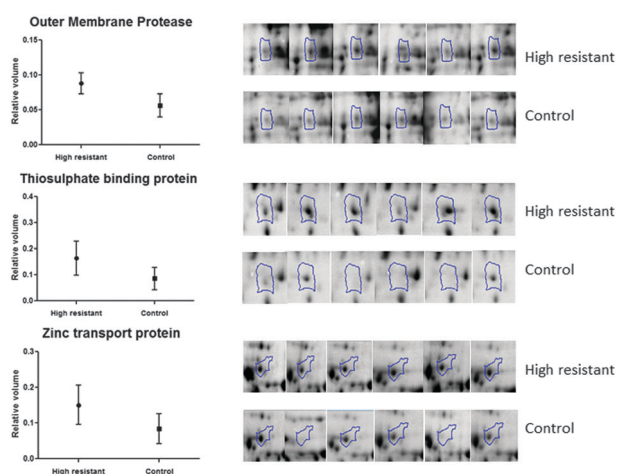 Outer Membrane Protease
Relative volume
0.15
0.10
0.05
0.00
High resistant
Control
High resistant
Control
Thiosulphate binding protein
Relative volume
0.4
0.3
0.2
0.1
0.0
High resistant
Control
High resistant
Control
Zinc transport protein
Relative volume
0.3
0.2
0.1
0.0
High resistant
Control
High resistant
Control